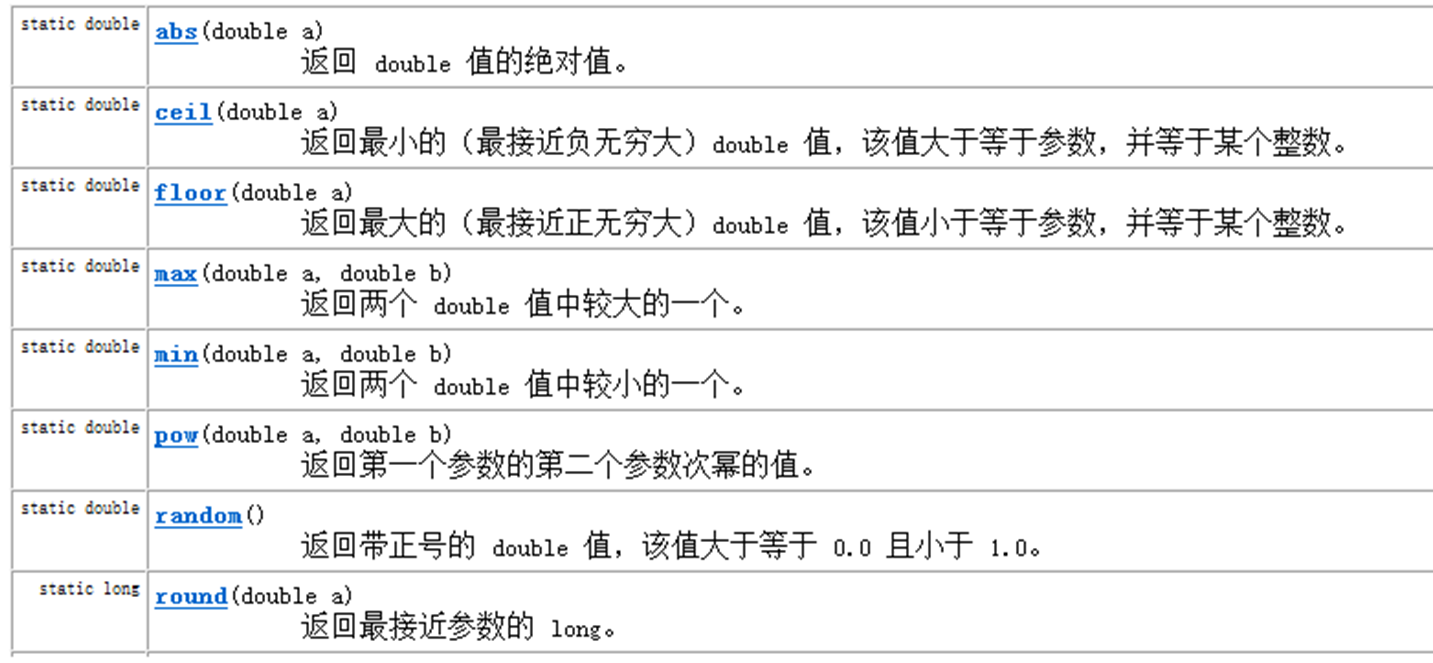 static double
abs(double a)
返回 double 值的绝对值。
static double
ceil(double a)
返回最小的（最接近负无穷大）double 值，该值大于等于参数，并等于某个整数。
static double
floor(double a)
返回最大的（最接近正无穷大）double 值，该值小于等于参数，并等于某个整数。
static double
max(double a, double b)
返回两个 double 值中较大的一个。
static double
min(double a, double b)
返回两个 double 值中较小的一个。
static double
pow(double a, double b)
返回第一个参数的第二个参数次幂的值。
static double
random()
返回带正号的 double 值，该值大于等于 0.0 且小于 1.0。
static long
round(double a)
返回最接近参数的 long。